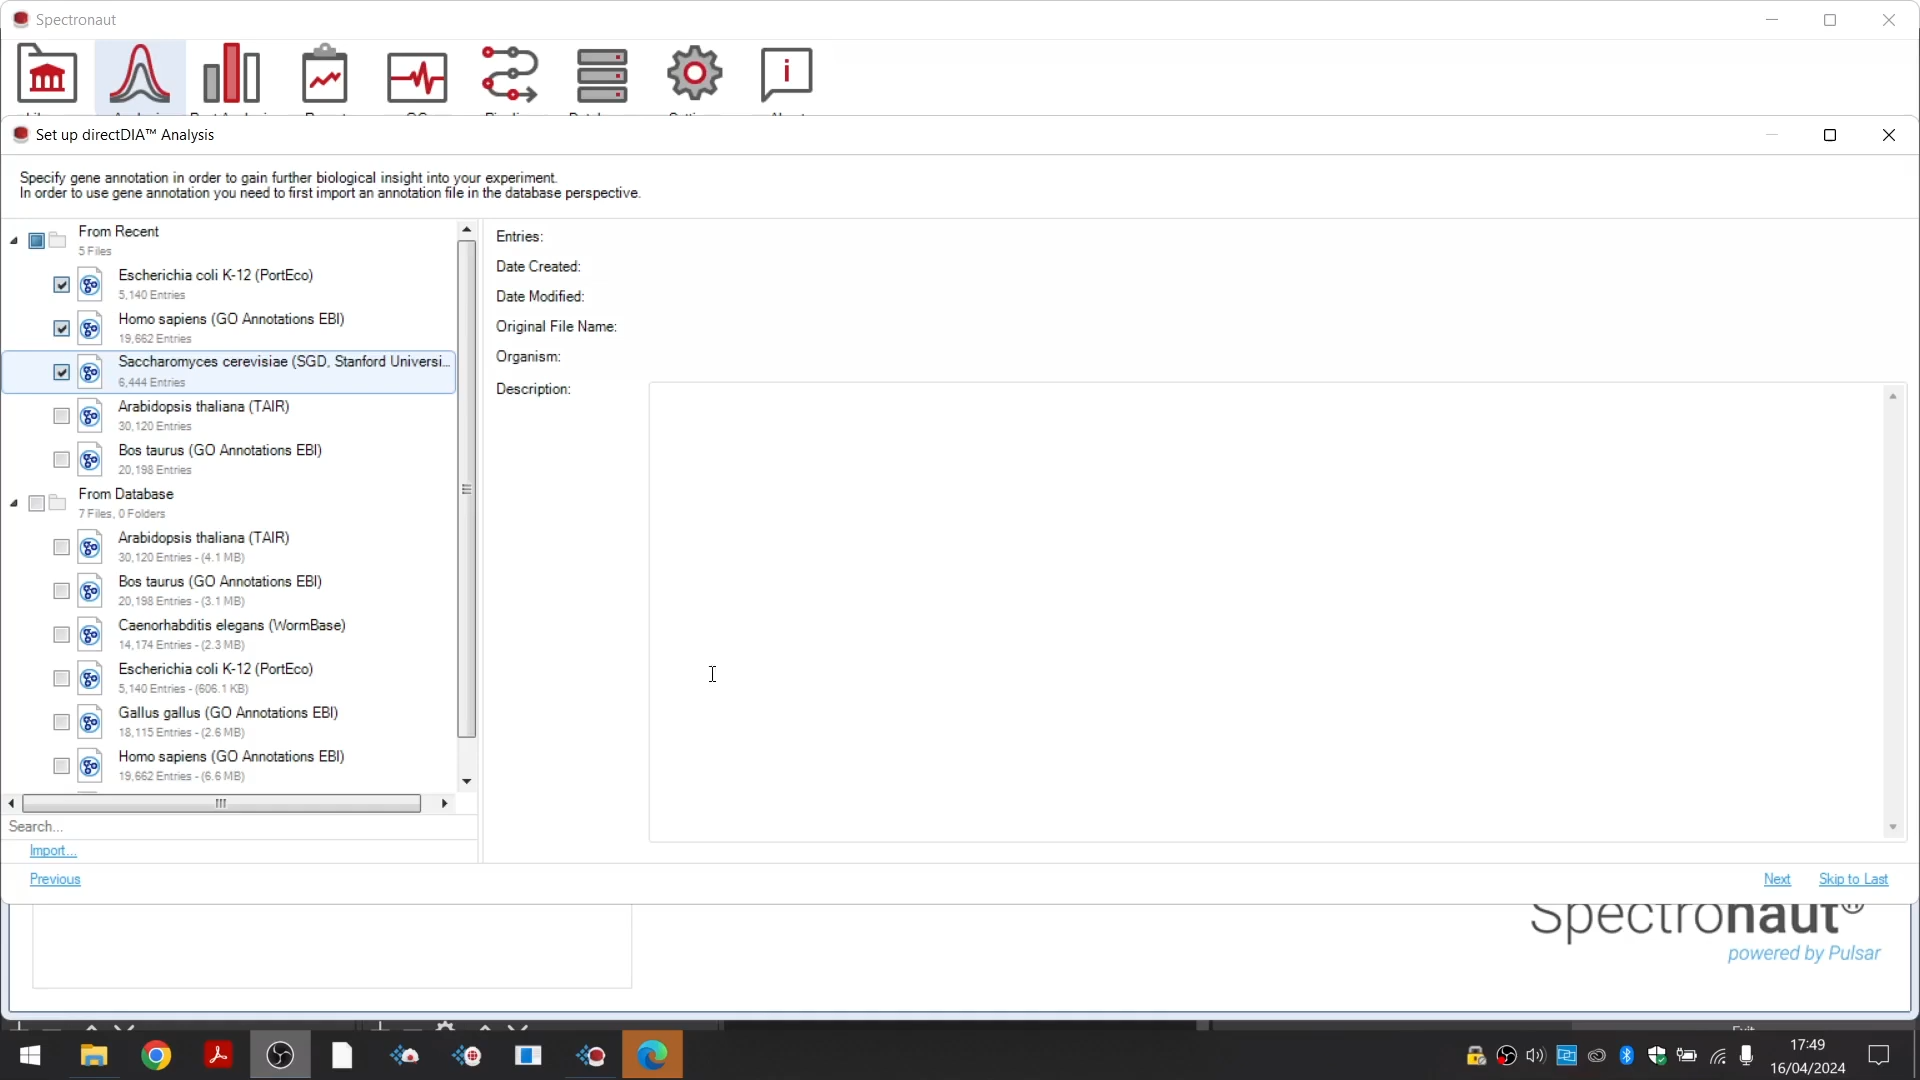 Spectronaut
Set up directDIA™ Analysis
Specify gene annotation in order to gain further biological insight into your experiment.
In order to use gene annotation you need to first import an annotation file in the database perspective.
From Recent
5 Files
Escherichia coli K-12 (PortEco)
5,140 Entries
Homo sapiens (GO Annotations EBI)
19,662 Entries
Saccharomyces cerevisiae (SGD, Stanford Universi...
6,444 Entries
Arabidopsis thaliana (TAIR)
30,120 Entries
Bos taurus (GO Annotations EBI)
20,198 Entries
From Database
7 Files, 0 Folders
Arabidopsis thaliana (TAIR)
30,120 Entries - (4.1 MB)
Bos taurus (GO Annotations EBI)
20,198 Entries - (3.1 MB)
Caenorhabditis elegans (WormBase)
14,174 Entries - (2.3 MB)
Escherichia coli K-12 (PortEco)
5,140 Entries - (606.1 KB)
Gallus gallus (GO Annotations EBI)
18,115 Entries - (2.6 MB)
Homo sapiens (GO Annotations EBI)
19,662 Entries - (6.6 MB)
Search...
Import...
Entries:
Date Created:
Date Modified:
Original File Name:
Organism:
Description:
Previous
Next
Skip to Last
Spectronaut®
powered by Pulsar
17:49
16/04/2024